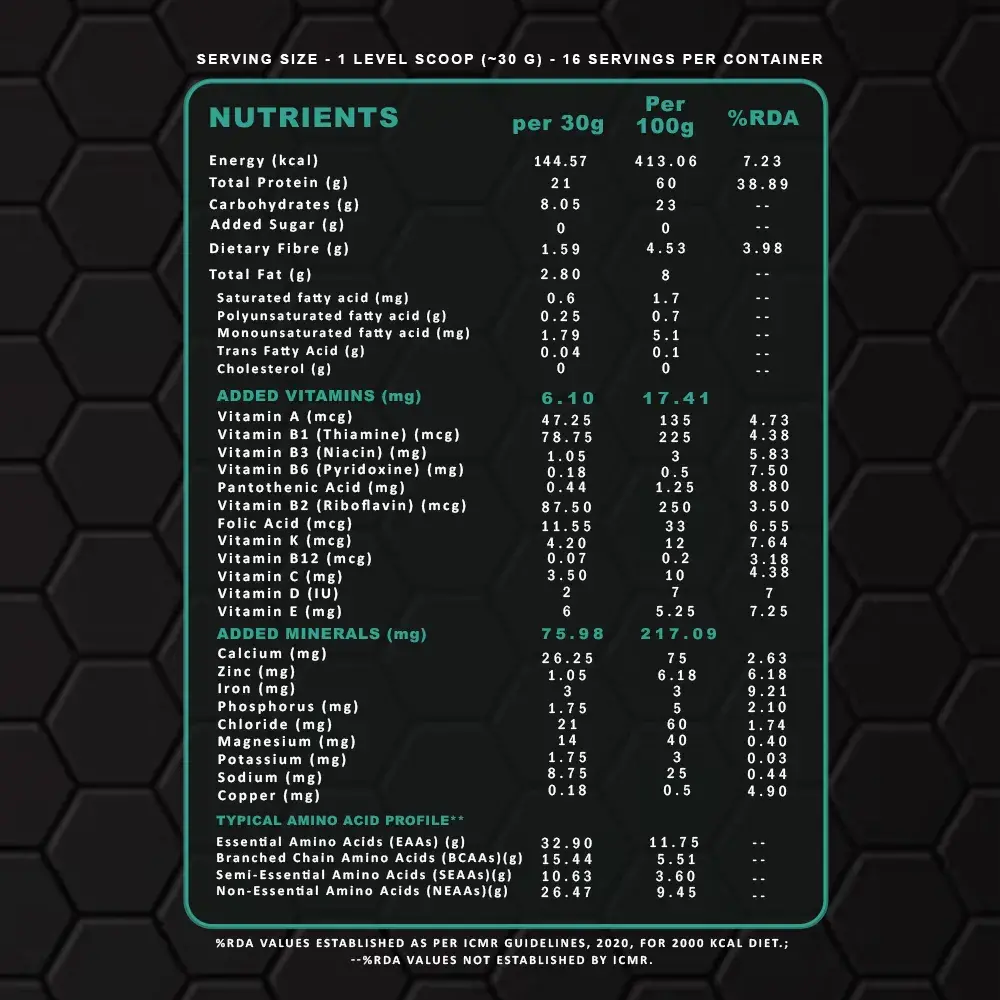 SERVING SIZE - 1 LEVEL SCOOP (~30 G) - 16 SERVINGS PER CONTAINER
NUTRIENTS per 30g Per 100g %RDA
Energy (kcal) 144.57 413.06 7.23
Total Protein (g) 21 60 38.89
Carbohydrates (g) 8.05 23 --
Added Sugar (g) 0 0 --
Dietary Fibre (g) 1.59 4.53 3.98
Total Fat (g) 2.80 8 --
Saturated fatty acid (mg) 0.6 1.7 --
Polyunsaturated fatty acid (g) 0.25 0.7 --
Monounsaturated fatty acid (mg) 1.79 5.1 --
Trans Fatty Acid (g) 0.04 0.1 --
Cholesterol (g) 0 0 --
ADDED VITAMINS (mg) 6.10 17.41
Vitamin A (mcg) 47.25 135 4.73
Vitamin B1 (Thiamine) (mcg) 78.75 225 4.38
Vitamin B3 (Niacin) (mg) 1.05 3 5.83
Vitamin B6 (Pyridoxine) (mg) 0.18 0.5 7.50
Pantothenic Acid (mg) 0.44 1.25 8.80
Vitamin B2 (Riboflavin) (mcg) 87.50 250 3.50
Folic Acid (mcg) 11.55 33 6.55
Vitamin K (mcg) 4.20 12 7.64
Vitamin B12 (mcg) 0.07 0.2 3.18
Vitamin C (mg) 3.50 10 4.38
Vitamin D (IU) 2 7 7
Vitamin E (mg) 6 5.25 7.25
ADDED MINERALS (mg) 75.98 217.09
Calcium (mg) 26.25 75 2.63
Zinc (mg) 1.05 6.18 6.18
Iron (mg) 3 3 9.21
Phosphorus (mg) 1.75 5 2.10
Chloride (mg) 21 60 1.74
Magnesium (mg) 14 40 0.40
Potassium (mg) 1.75 3 0.03
Sodium (mg) 8.75 25 0.44
Copper (mg) 0.18 0.5 4.90
TYPICAL AMINO ACID PROFILE**
Essential Amino Acids (EAAs) (g) 32.90 11.75 --
Branched Chain Amino Acids (BCAAs)(g) 15.44 5.51 --
Semi-Essential Amino Acids (SEAAs)(g) 10.63 3.60 --
Non-Essential Amino Acids (NEAAs)(g) 26.47 9.45 --
%RDA VALUES ESTABLISHED AS PER ICMR GUIDELINES, 2020, FOR 2000 KCAL DIET.;
--%RDA VALUES NOT ESTABLISHED BY ICMR.